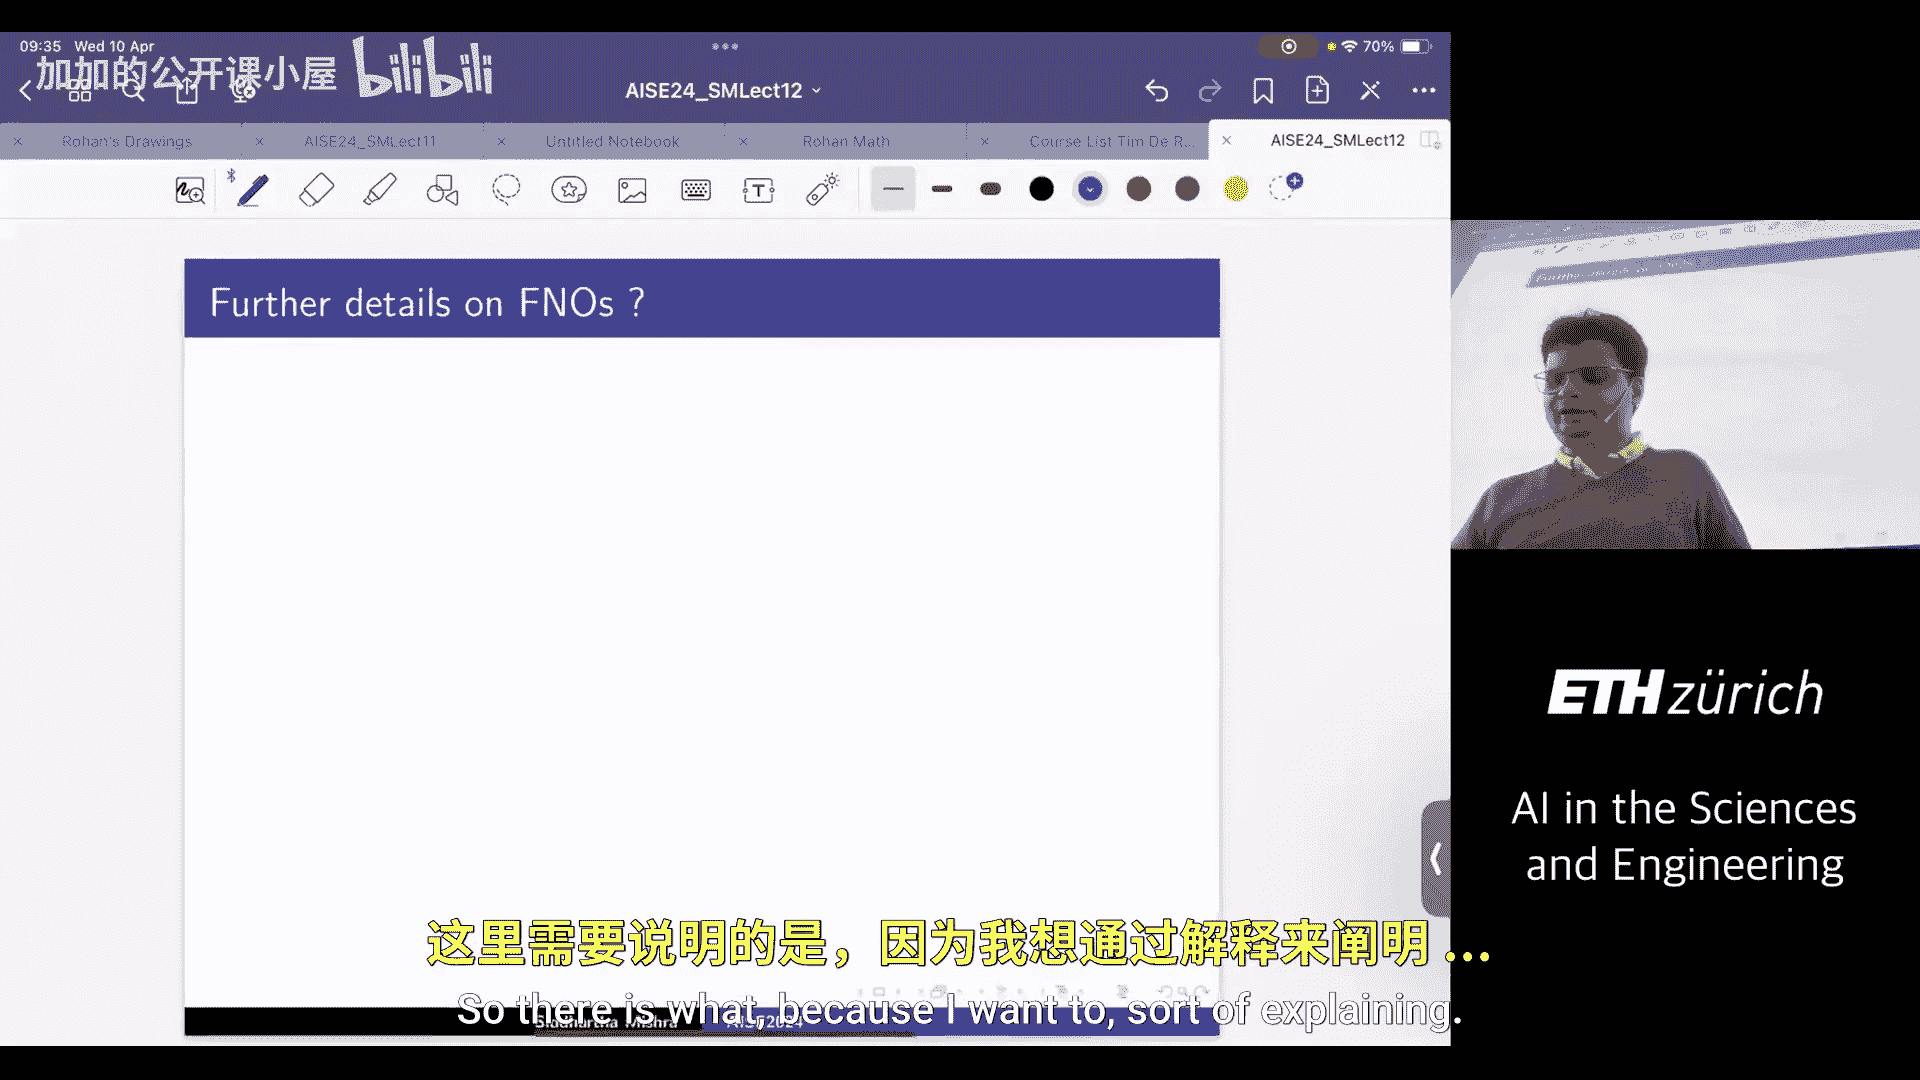 09:35 Wed 10 Apr
70%
加加的公开课小屋 bilibili
AISE24_SMLect12
Rohan's Drawings
AISE24_SMLect11
Untitled Notebook
Rohan Math
Course List Tim De R...
AISE24_SMLect12
Further details on FNOs ?
ETH zürich
AI in the Sciences
and Engineering
这里需要说明的是，因为我想通过解释来阐明 ...
So there is what, because I want to, sort of explaining.
Siddhartha Mishra AISE2024